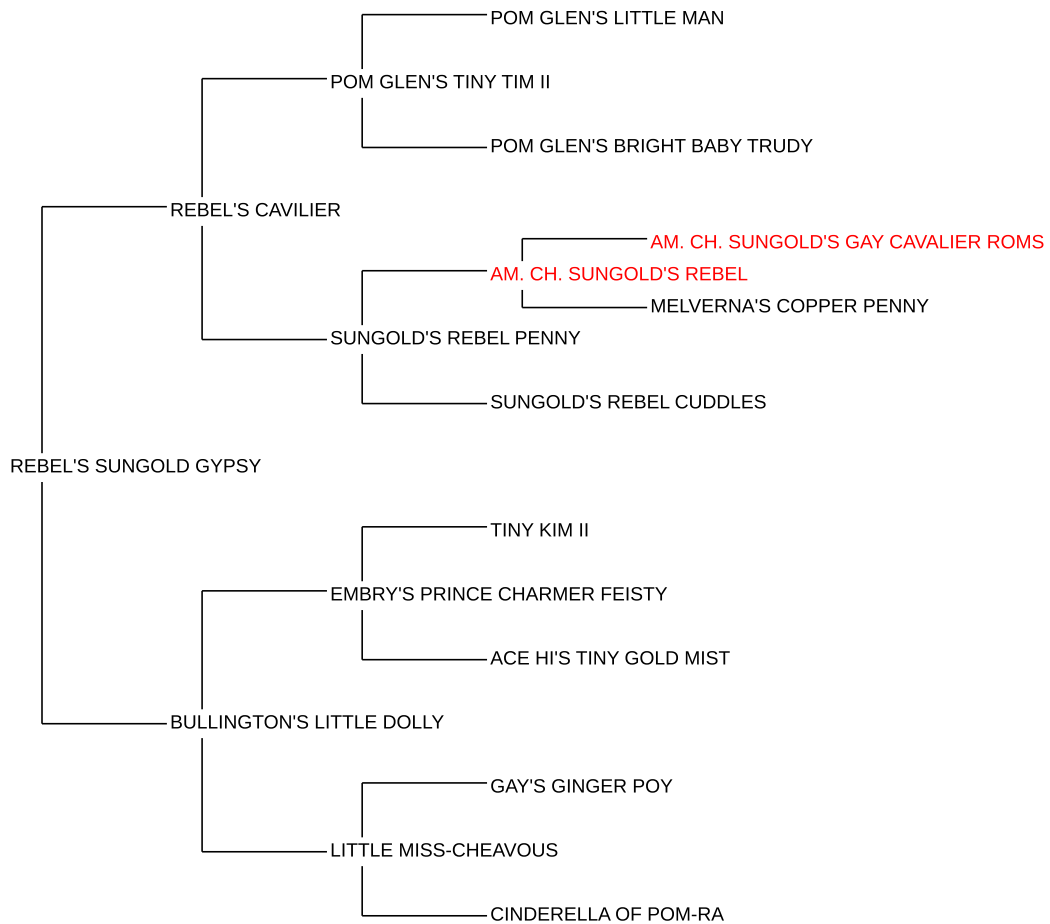 POM GLEN'S LITTLE MAN
POM GLEN'S TINY TIM II
POM GLEN'S BRIGHT BABY TRUDY
REBEL'S CAVILIER
AM. CH. SUNGOLD'S GAY CAVALIER ROMS
AM. CH. SUNGOLD'S REBEL
MELVERNA'S COPPER PENNY
SUNGOLD'S REBEL PENNY
SUNGOLD'S REBEL CUDDLES
REBEL'S SUNGOLD GYPSY
TINY KIM II
EMBRY'S PRINCE CHARMER FEISTY
ACE HI'S TINY GOLD MIST
BULLINGTON'S LITTLE DOLLY
GAY'S GINGER POY
LITTLE MISS-CHEAVOUS
CINDERELLA OF POM-RA